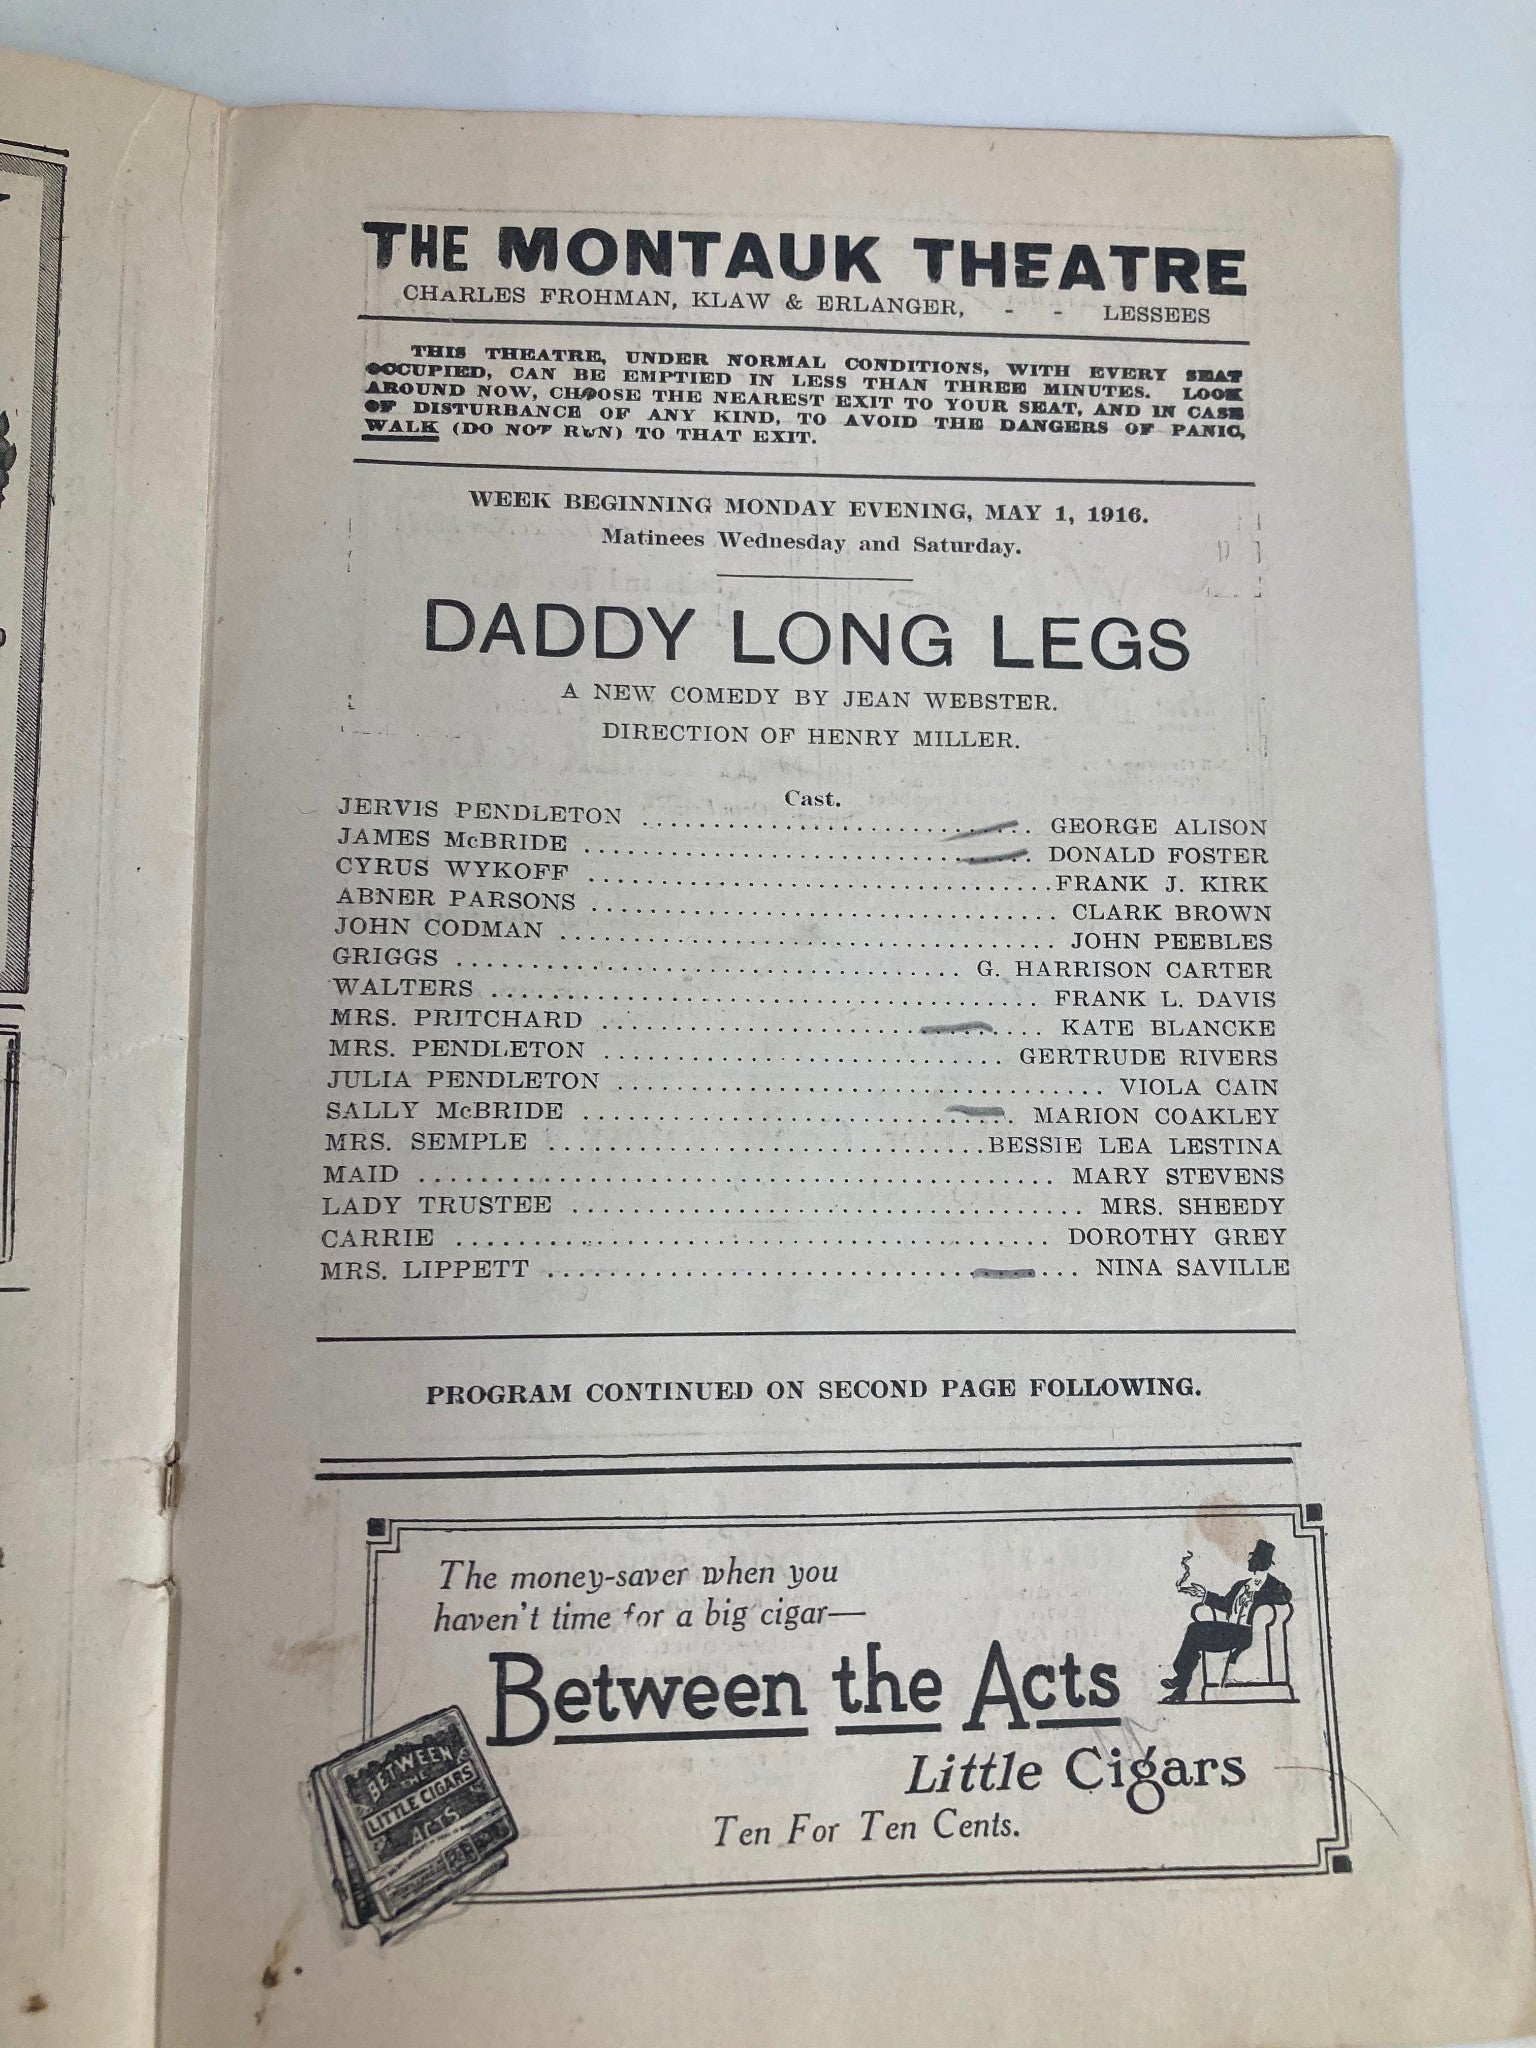 THE MONTAUK THEATRE
CHARLES FROHMAN, KLAW & ERLANGER, - - LESSEES
THIS THEATRE, UNDER NORMAL CONDITIONS, WITH EVERY SEAT
OCCUPIED, CAN BE EMPTIED IN LESS THAN THREE MINUTES. LOOK
AROUND NOW, CHOOSE THE NEAREST EXIT TO YOUR SEAT, AND IN CASE
OF DISTURBANCE OF ANY KIND, TO AVOID THE DANGERS OF PANIC,
WALK (DO NOT RUN) TO THAT EXIT.
WEEK BEGINNING MONDAY EVENING, MAY 1, 1916.
Matinees Wednesday and Saturday.
DADDY LONG LEGS
A NEW COMEDY BY JEAN WEBSTER.
DIRECTION OF HENRY MILLER.
Cast.
JERVIS PENDLETON ........................... GEORGE ALISON
JAMES McBRIDE ........................... DONALD FOSTER
CYRUS WYKOFF ...........................FRANK J. KIRK
ABNER PARSONS ........................... CLARK BROWN
JOHN CODMAN ........................... JOHN PEEBLES
GRIGGS ........................... G. HARRISON CARTER
WALTERS ........................... FRANK L. DAVIS
MRS. PRITCHARD ........................... KATE BLANCKE
MRS. PENDLETON ........................... GERTRUDE RIVERS
JULIA PENDLETON ........................... VIOLA CAIN
SALLY McBRIDE ........................... MARION COAKLEY
MRS. SEMPLE ...........................BESSIE LEA LESTINA
MAID ........................... MARY STEVENS
LADY TRUSTEE ........................... MRS. SHEEDY
CARRIE ........................... DOROTHY GREY
MRS. LIPPETT ........................... NINA SAVILLE
PROGRAM CONTINUED ON SECOND PAGE FOLLOWING.
The money-saver when you
haven't time for a big cigar—
Between the Acts
Little Cigars
Ten For Ten Cents.
BETWEEN
THE
LITTLE CIGARS
ACTS